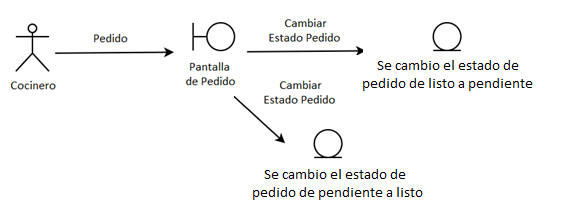 Cambiar
Estado Pedido
Pedido
Cocinero
Pantalla
de Pedido
Se cambio el estado de
pedido de listo a pendiente
Cambiar
Estado Pedido
Se cambio el estado de
pedido de pendiente a listo